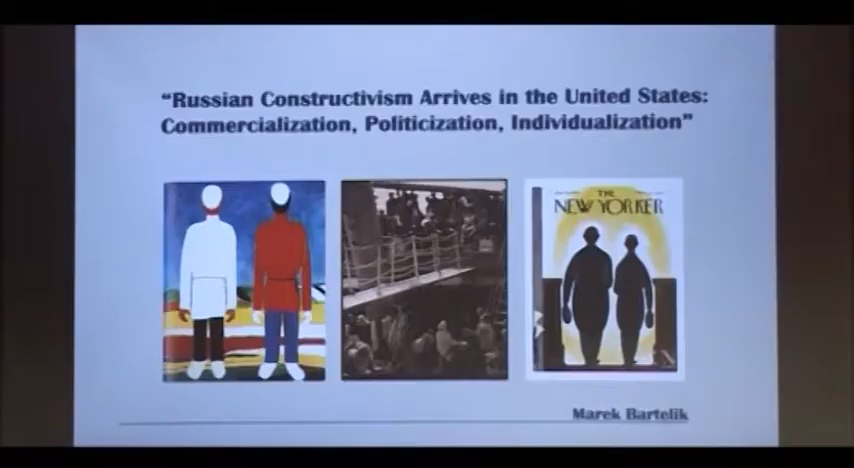 “Russian Constructivism Arrives in the United States:
Commercialization, Politicization, Individualization”
THE
NEW YORKER
Marek Bartelik